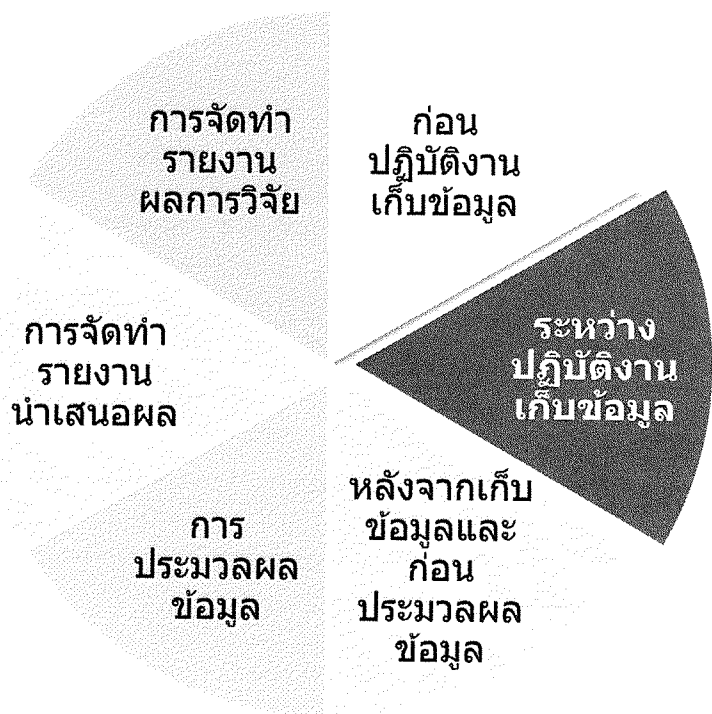 ก่อน
ปฏิบัติงาน
เก็บข้อมูล
ระหว่าง
ปฏิบัติงาน
เก็บข้อมูล
หลังจากเก็บ
ข้อมูลและ
ก่อน
ประมวลผล
ข้อมูล
การ
ประมวลผล
ข้อมูล
การจัดทำ
รายงาน
นำเสนอผล
การจัดทำ
รายงาน
ผลการวิจัย